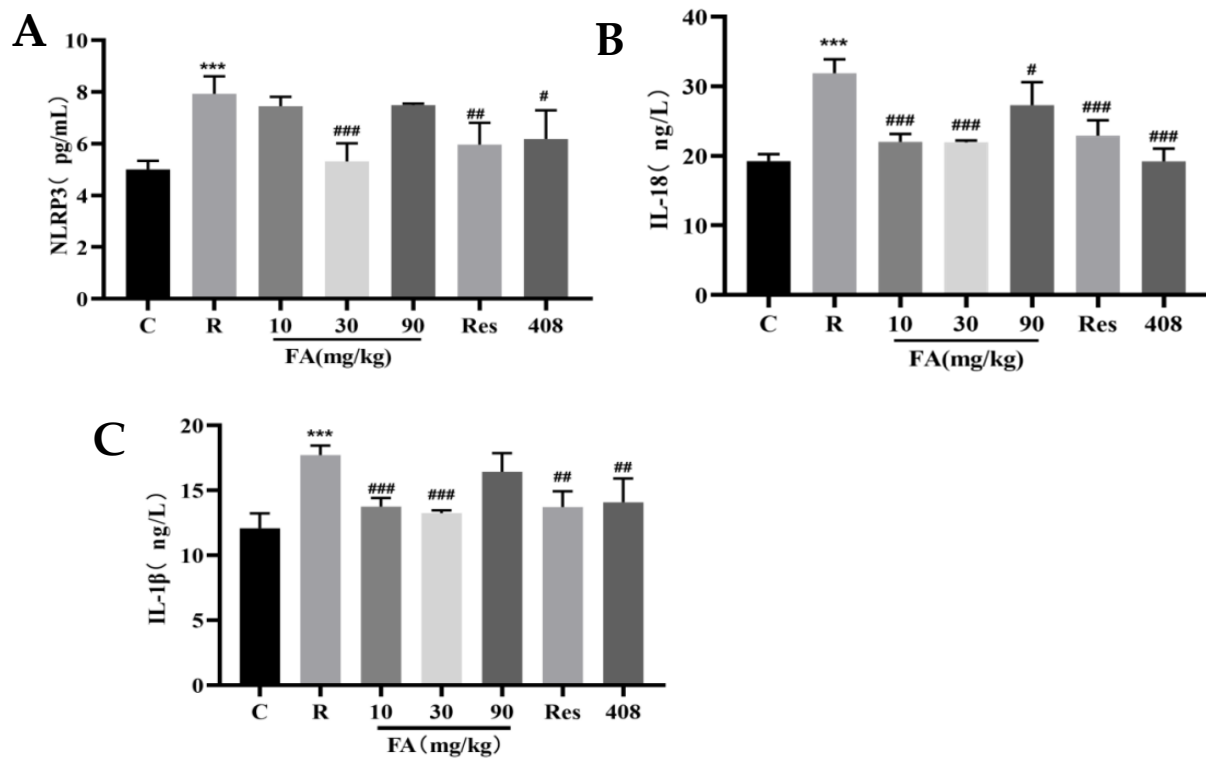 A
NLRP3( pg/mL)
10
8
6
4
2
0
***
###
##
#
C R 10 30 90 Res 408
FA(mg/kg)
B
IL-18( ng/L)
40
30
20
10
0
***
###
###
#
###
###
C R 10 30 90 Res 408
FA(mg/kg)
C
IL-1β( ng/L)
20
15
10
5
0
***
###
###
##
##
C R 10 30 90 Res 408
FA(mg/kg)